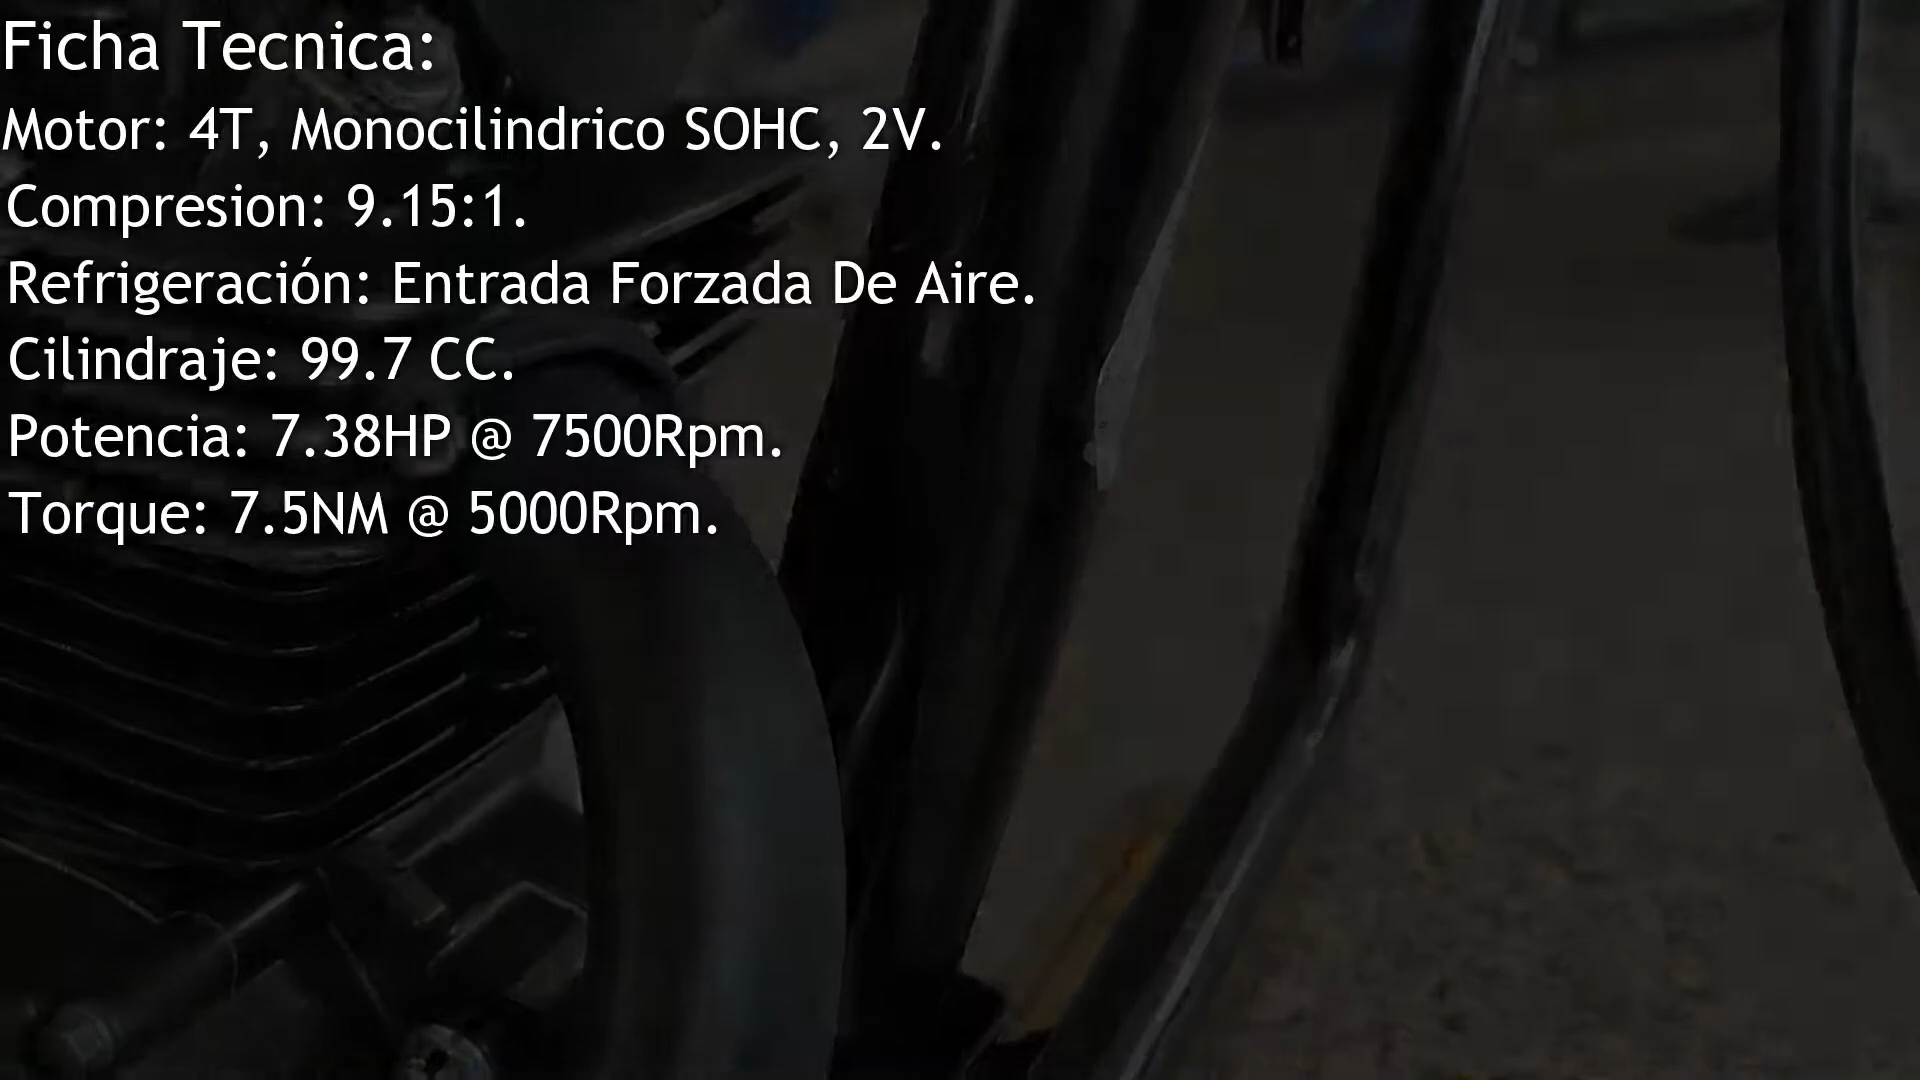 Ficha Tecnica:
Motor: 4T, Monocilindrico SOHC, 2V.
Compresion: 9.15:1.
Refrigeración: Entrada Forzada De Aire.
Cilindraje: 99.7 CC.
Potencia: 7.38HP @ 7500Rpm.
Torque: 7.5NM @ 5000Rpm.